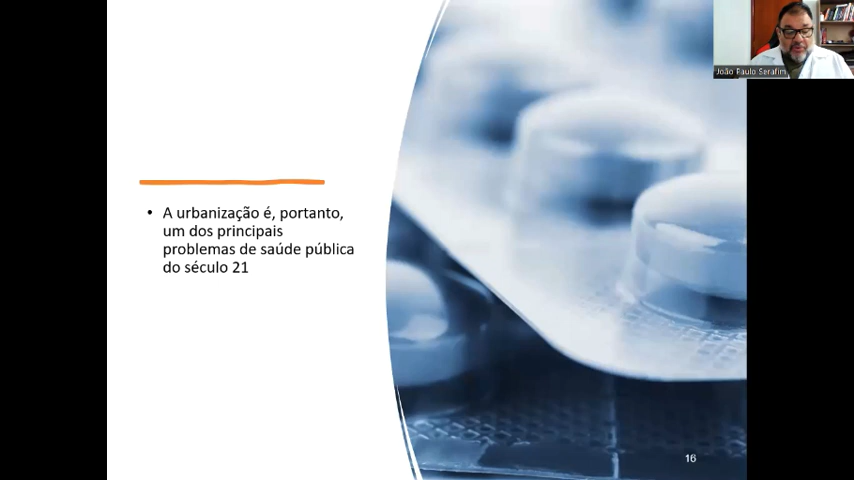 João Paulo Serafim
• A urbanização é, portanto,
um dos principais
problemas de saúde pública
do século 21
16